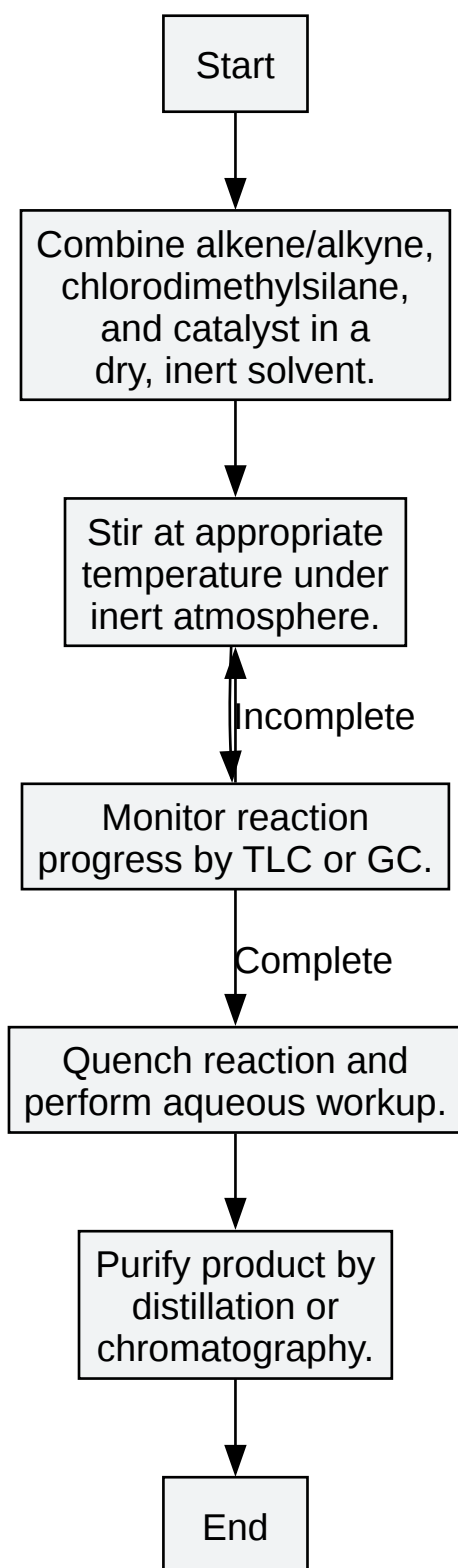 Start
Combine alkene/alkyne,
chlorodimethylsilane,
and catalyst in a
dry, inert solvent.
Stir at appropriate
temperature under
inert atmosphere.
Incomplete
Monitor reaction
progress by TLC or GC.
Complete
Quench reaction and
perform aqueous workup.
Purify product by
distillation or
chromatography.
End